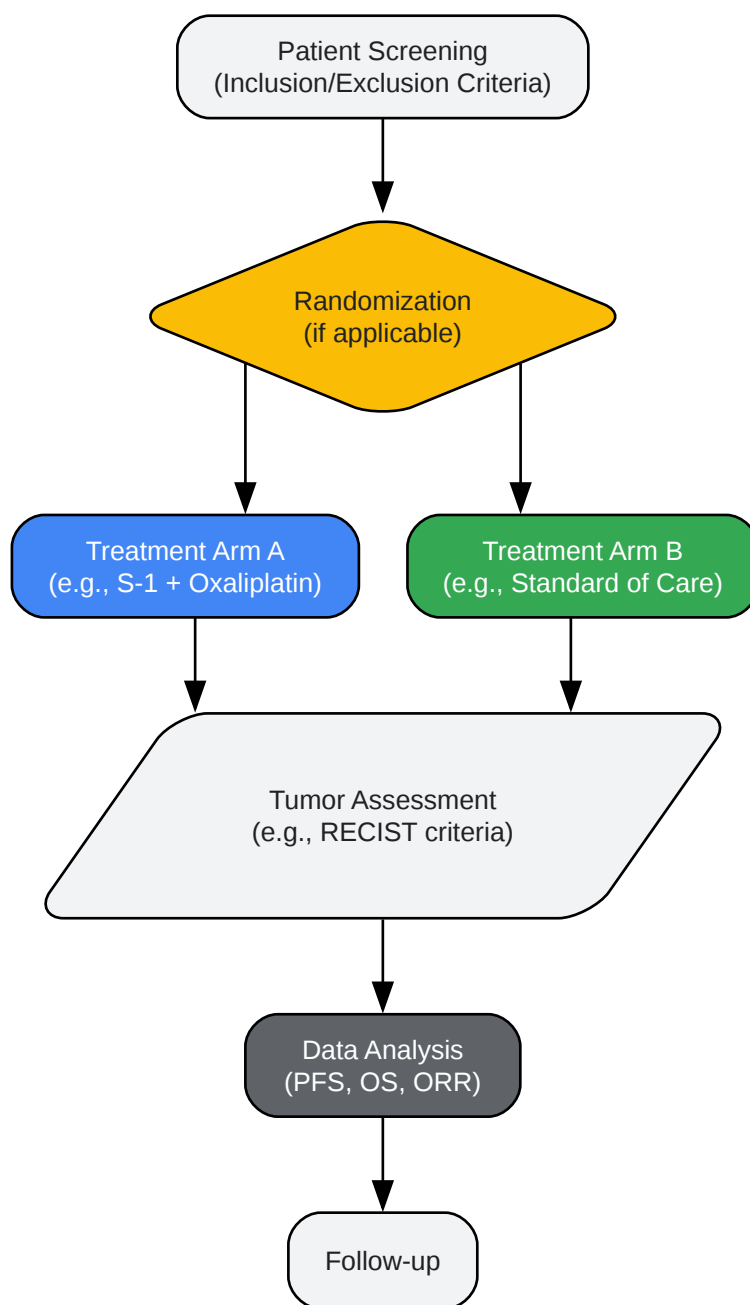 Patient Screening
(Inclusion/Exclusion Criteria)
Randomization
(if applicable)
Treatment Arm A
(e.g., S-1 + Oxaliplatin)
Treatment Arm B
(e.g., Standard of Care)
Tumor Assessment
(e.g., RECIST criteria)
Data Analysis
(PFS, OS, ORR)
Follow-up